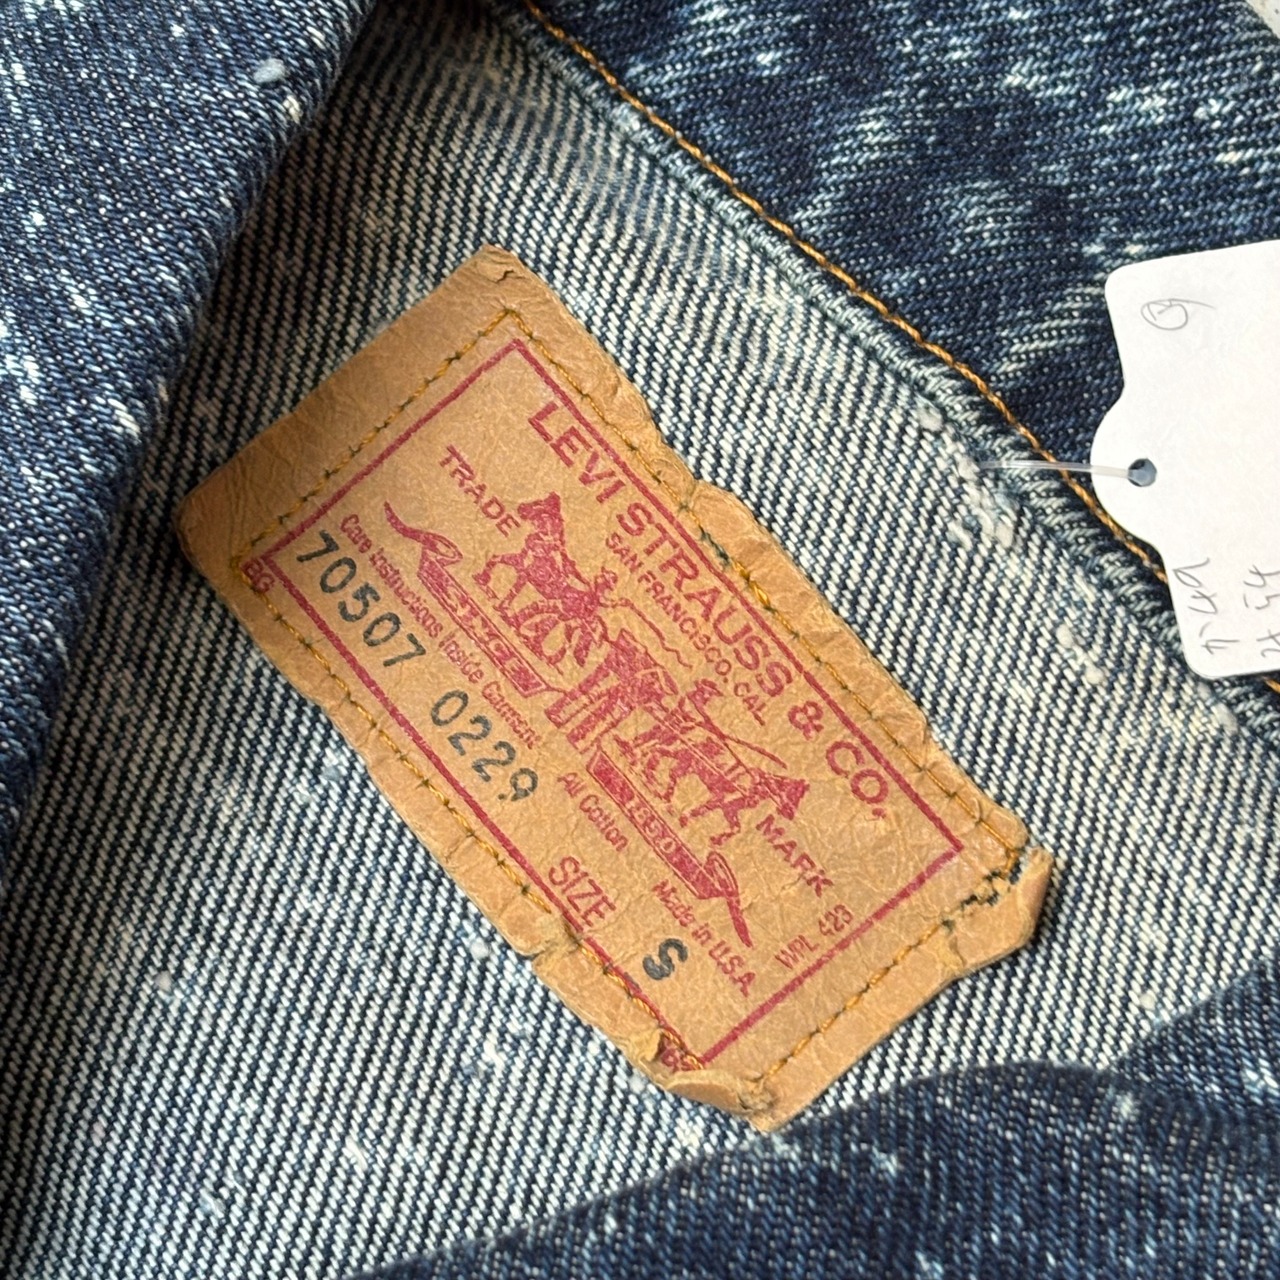 LEVI STRAUSS & CO.
SAN FRANCISCO, CAL
TRADE MARK
WPL 423
Care Instructions Inside Garment
All Cotton
Made in U.S.A
70507 0229
SIZE S